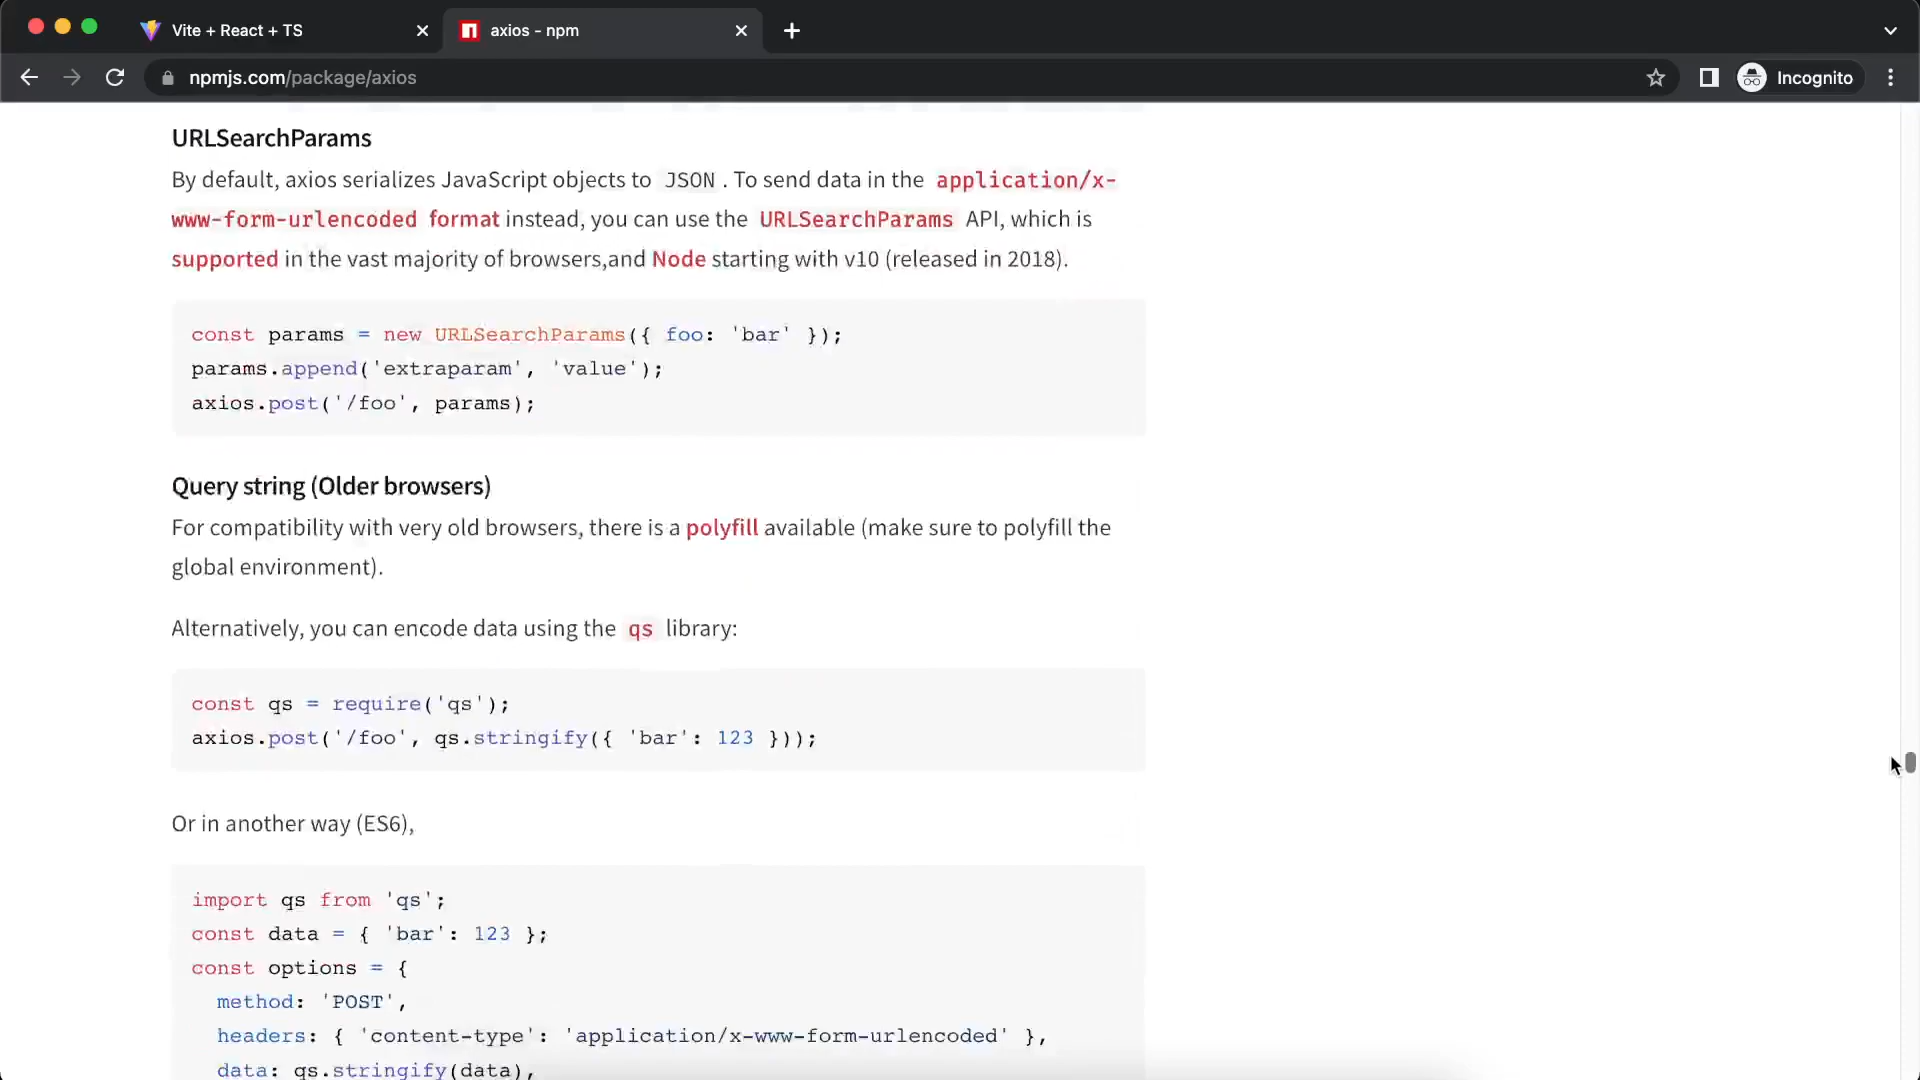 Vite + React + TS
axios - npm
npmjs.com/package/axios
Incognito
URLSearchParams
By default, axios serializes JavaScript objects to JSON . To send data in the application/x-
www-form-urlencoded format instead, you can use the URLSearchParams API, which is
supported in the vast majority of browsers,and Node starting with v10 (released in 2018).
const params = new URLSearchParams({ foo: 'bar' });
params.append('extraparam', 'value');
axios.post('/foo', params);
Query string (Older browsers)
For compatibility with very old browsers, there is a polyfill available (make sure to polyfill the
global environment).
Alternatively, you can encode data using the qs library:
const qs = require('qs');
axios.post('/foo', qs.stringify({ 'bar': 123 }));
Or in another way (ES6),
import qs from 'qs';
const data = { 'bar': 123 };
const options = {
  method: 'POST',
  headers: { 'content-type': 'application/x-www-form-urlencoded' },
  data: qs.stringify(data),